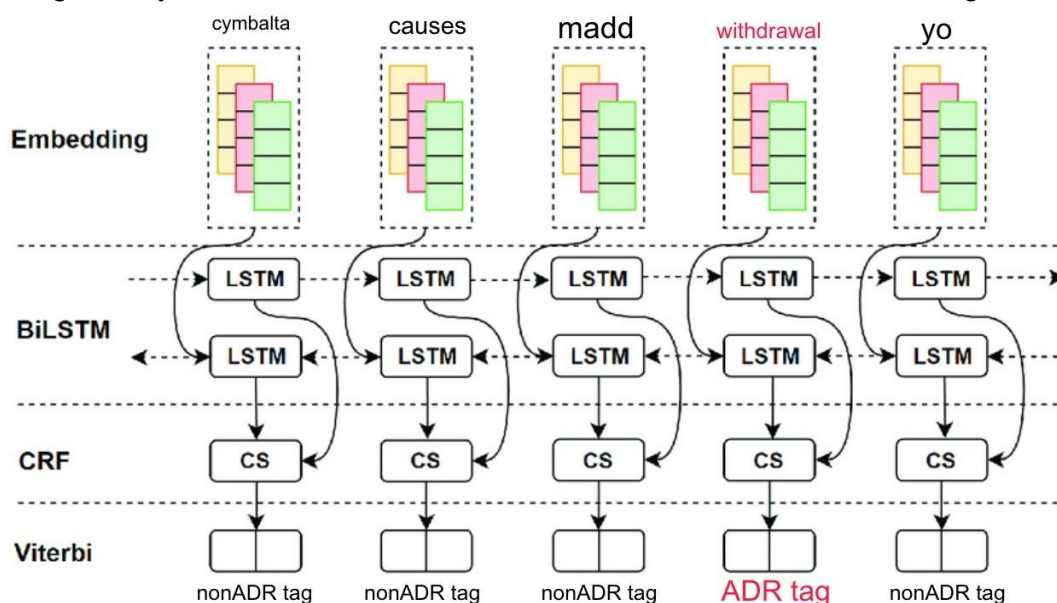 cymbalta causes madd withdrawal yo
Embedding
LSTM LSTM LSTM LSTM LSTM
BiLSTM
LSTM LSTM LSTM LSTM LSTM
CRF CS CS CS CS CS
Viterbi
nonADR tag nonADR tag nonADR tag ADR tag nonADR tag